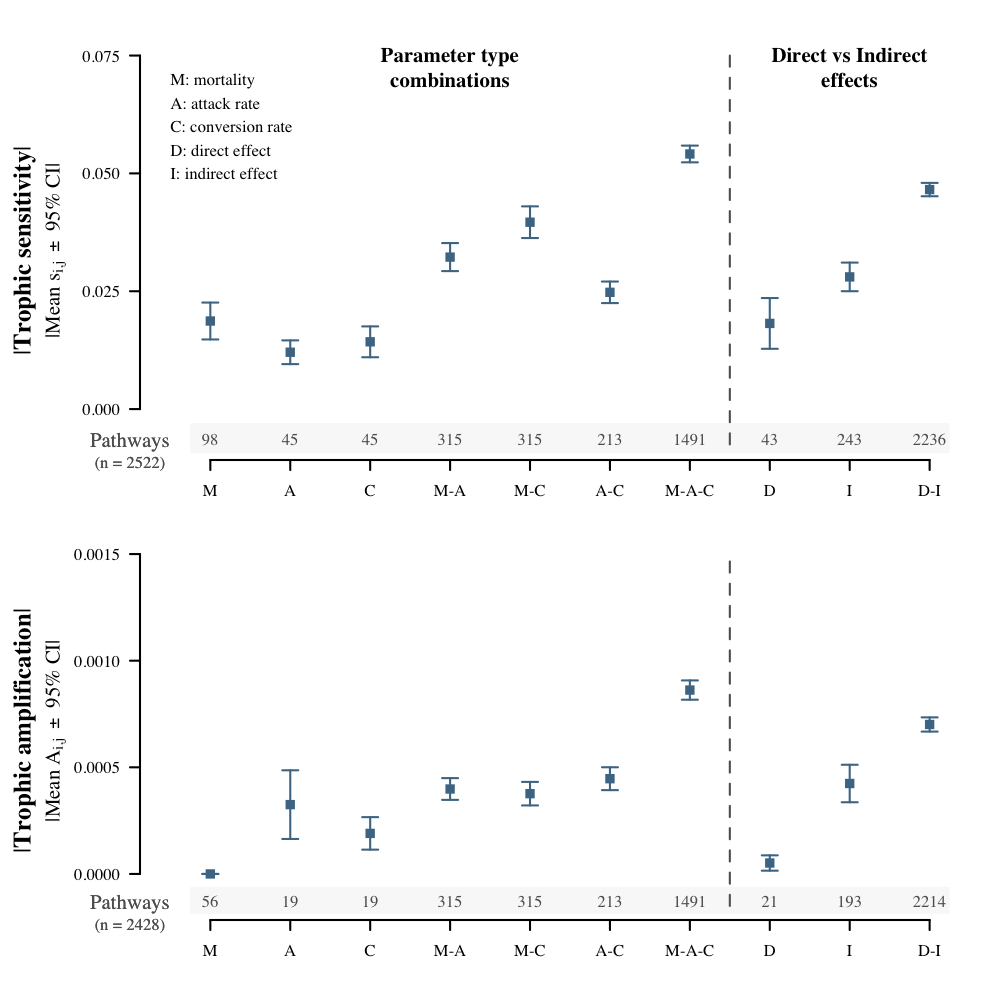 Parameter type
combinations
Direct vs Indirect
effects
M: mortality
A: attack rate
C: conversion rate
D: direct effect
I: indirect effect
|Trophic sensitivity|
|Mean si,j ± 95% CI|
0.075
0.050
0.025
0.000
Pathways
(n = 2522)
98 45 45 315 315 213 1491 43 243 2236
M A C M-A M-C A-C M-A-C D I D-I
|Trophic amplification|
|Mean Ai,j ± 95% CI|
0.0015
0.0010
0.0005
0.0000
Pathways
(n = 2428)
56 19 19 315 315 213 1491 21 193 2214
M A C M-A M-C A-C M-A-C D I D-I